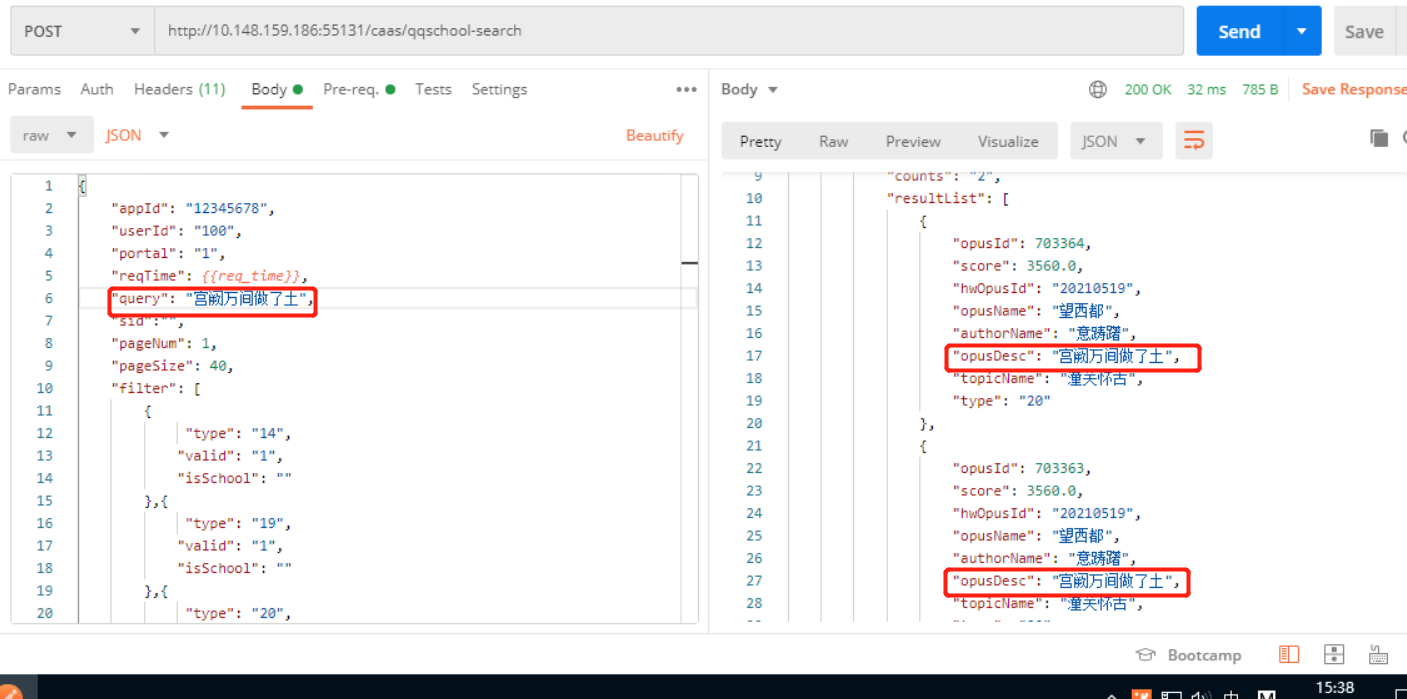 POST
http://10.148.159.186:55131/caas/qqschool-search
Send
Save
Params Auth Headers (11) Body Pre-req. Tests Settings
raw JSON
Beautify
1 {
2 "appId": "12345678",
3 "userId": "100",
4 "portal": "1",
5 "reqTime": {{req_time}},
6 "query": "宫阙万间做了土",
7 "sid":"",
8 "pageNum": 1,
9 "pageSize": 40,
10 "filter": [
11 {
12 "type": "14",
13 "valid": "1",
14 "isSchool": ""
15 },{
16 "type": "19",
17 "valid": "1",
18 "isSchool": ""
19 },{
20 "type": "20",
Body
200 OK 32 ms 785 B
Save Response
Pretty Raw Preview Visualize JSON
9 "counts": "2",
10 "resultList": [
11 {
12 "opusId": 703364,
13 "score": 3560.0,
14 "hwOpusId": "20210519",
15 "opusName": "望西都",
16 "authorName": "意踌躇",
17 "opusDesc": "宫阙万间做了土",
18 "topicName": "潼关怀古",
19 "type": "20"
20 },
21 {
22 "opusId": 703363,
23 "score": 3560.0,
24 "hwOpusId": "20210519",
25 "opusName": "望西都",
26 "authorName": "意踌躇",
27 "opusDesc": "宫阙万间做了土",
28 "topicName": "潼关怀古",
Bootcamp
中 M
15:38